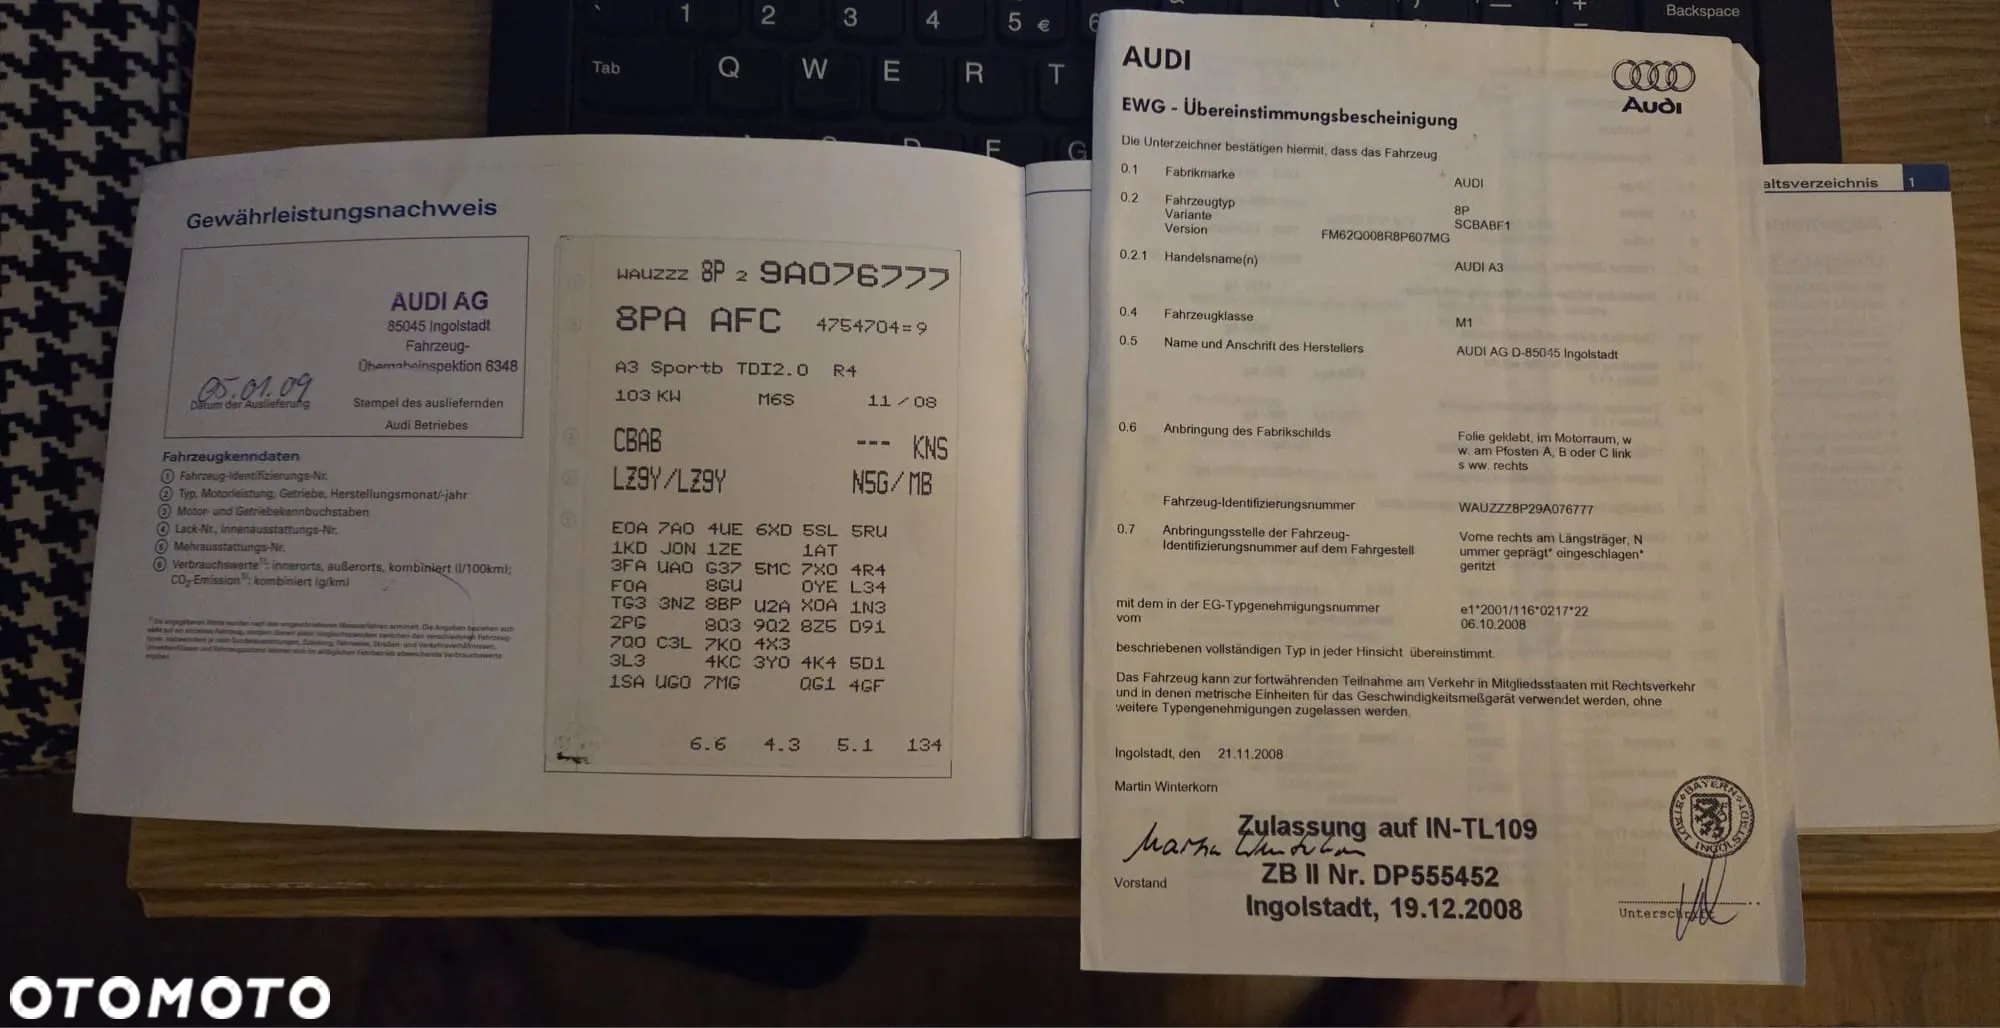 1 2 3 4 5 € 6
Backspace
Tab Q W E R T
D F G
Gewährleistungsnachweis
AUDI AG
85045 Ingolstadt
Fahrzeug-
Übernahmeinspektion 6348
05.01.09
Datum der Auslieferung
Stempel des ausliefernden
Audi Betriebes
Fahrzeugkenndaten
1 Fahrzeug-Identifizierungs-Nr.
2 Typ, Motorleistung, Getriebe, Herstellungsmonat/-jahr
3 Motor- und Getriebekennbuchstaben
4 Lack-Nr., Innenausstattungs-Nr.
5 Mehrausstattungs-Nr.
6 Verbrauchswerte: innerorts, außerorts, kombiniert (l/100km);
CO2-Emission: kombiniert (g/km)
WAUZZZ 8P 2 9A076777
8PA AFC 4754704=9
A3 Sportb TDI2.0 R4
103 KW M6S 11/08
CBAB --- KNS
LZ9Y/LZ9Y N5G/MB
E0A 7A0 4UE 6XD 5SL 5RU
1KD J0N 1ZE 1AT
3FA UA0 G37 5MC 7X0 4R4
F0A 8GU 0YE L34
TG3 3NZ 8BP U2A X0A 1N3
2PG 8Q3 9Q2 8Z5 D91
7Q0 C3L 7K0 4X3
3L3 4KC 3Y0 4K4 5D1
1SA UG0 7MG QG1 4GF
6.6 4.3 5.1 134
AUDI
Audi
EWG - Übereinstimmungsbescheinigung
Die Unterzeichner bestätigen hiermit, dass das Fahrzeug
0.1 Fabrikmarke AUDI
0.2 Fahrzeugtyp 8P
Variante SCBABF1
Version FM62Q008R8P607MG
0.2.1 Handelsname(n) AUDI A3
0.4 Fahrzeugklasse M1
0.5 Name und Anschrift des Herstellers AUDI AG D-85045 Ingolstadt
0.6 Anbringung des Fabrikschilds Folie geklebt, im Motorraum, w
w. am Pfosten A, B oder C link
s ww. rechts
Fahrzeug-Identifizierungsnummer WAUZZZ8P29A076777
0.7 Anbringungsstelle der Fahrzeug- Vorne rechts am Längsträger, N
Identifizierungsnummer auf dem Fahrgestell ummer geprägt* eingeschlagen*
geritzt
mit dem in der EG-Typgenehmigungsnummer e1*2001/116*0217*22
vom 06.10.2008
beschriebenen vollständigen Typ in jeder Hinsicht übereinstimmt.
Das Fahrzeug kann zur fortwährenden Teilnahme am Verkehr in Mitgliedsstaaten mit Rechtsverkehr
und in denen metrische Einheiten für das Geschwindigkeitsmeßgerät verwendet werden, ohne
weitere Typengenehmigungen zugelassen werden.
Ingolstadt, den 21.11.2008
Martin Winterkorn
Zulassung auf IN-TL109
ZB II Nr. DP555452
Vorstand
Ingolstadt, 19.12.2008
BAYERN
Unterschrift
altsverzeichnis 1
OTOMOTO